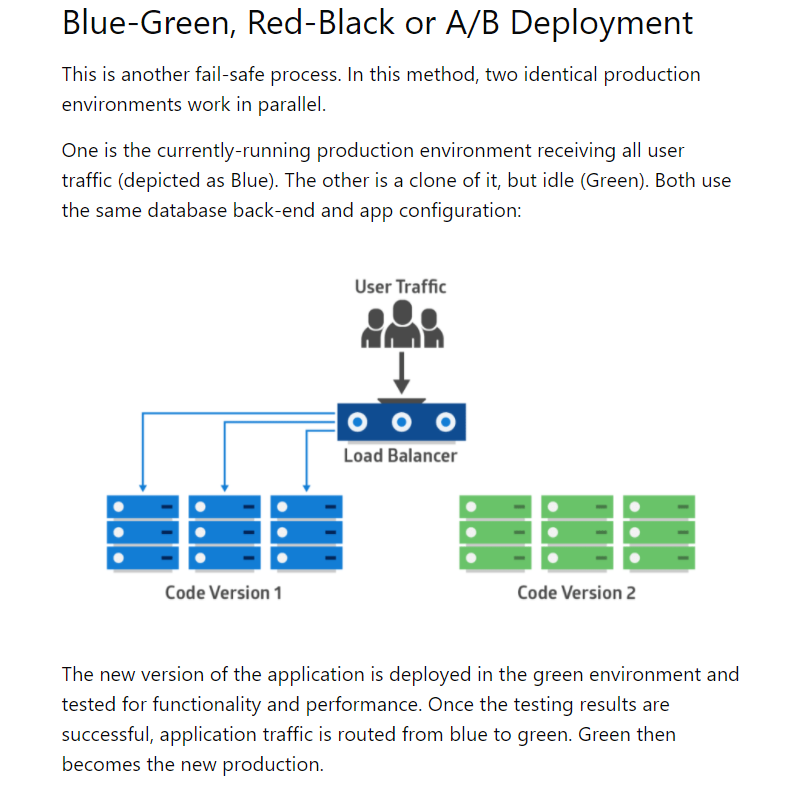 Blue-Green, Red-Black or A/B Deployment
This is another fail-safe process. In this method, two identical production
environments work in parallel.
One is the currently-running production environment receiving all user
traffic (depicted as Blue). The other is a clone of it, but idle (Green). Both use
the same database back-end and app configuration:
User Traffic
Load Balancer
Code Version 1
Code Version 2
The new version of the application is deployed in the green environment and
tested for functionality and performance. Once the testing results are
successful, application traffic is routed from blue to green. Green then
becomes the new production.